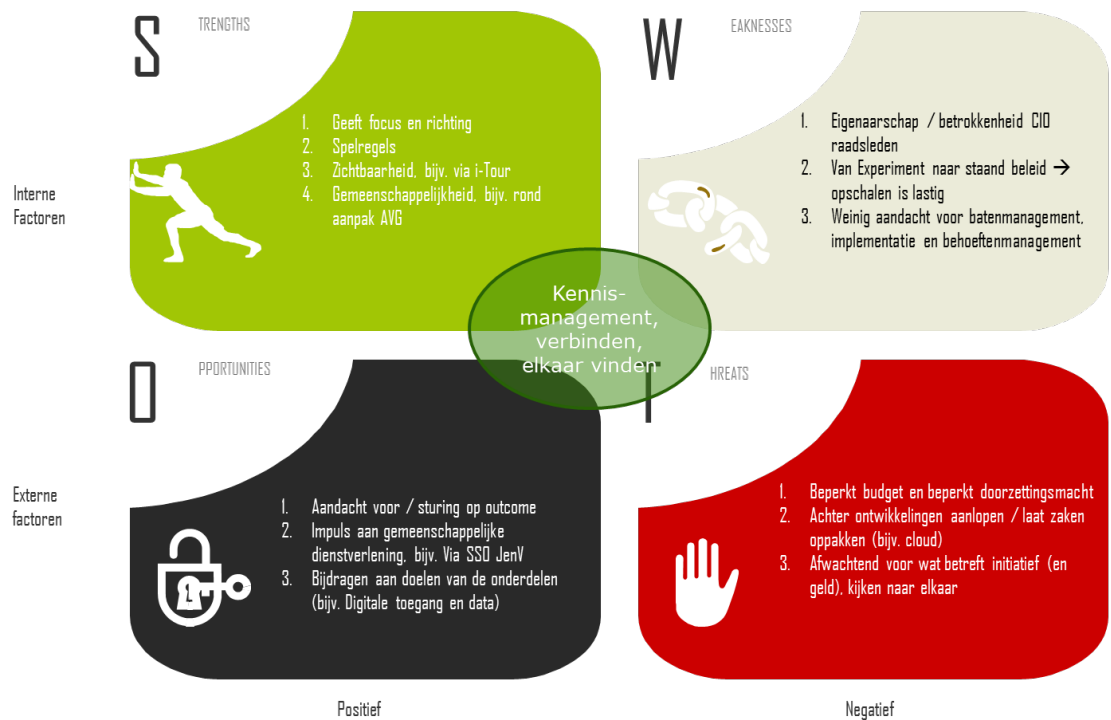 S
TRENGTHS
1. Geeft focus en richting
2. Spelregels
3. Zichtbaarheid, bijv. via i-Tour
4. Gemeenschappelijkheid, bijv. rond
aanpak AVG
W
EAKNESSES
1. Eigenaarschap / betrokkenheid CIO
raadsleden
2. Van Experiment naar staand beleid →
opschalen is lastig
3. Weinig aandacht voor batenmanagement,
implementatie en behoeftenmanagement
Interne
Factoren
Kennis-
management,
verbinden,
elkaar vinden
O
PPORTUNITIES
1. Aandacht voor / sturing op outcome
2. Impuls aan gemeenschappelijke
dienstverlening, bijv. Via SSO JenV
3. Bijdragen aan doelen van de onderdelen
(bijv. Digitale toegang en data)
T
HREATS
1. Beperkt budget en beperkt doorzettingsmacht
2. Achter ontwikkelingen aanlopen / laat zaken
oppakken (bijv. cloud)
3. Afwachtend voor wat betreft initiatief (en
geld), kijken naar elkaar
Externe
factoren
Positief
Negatief